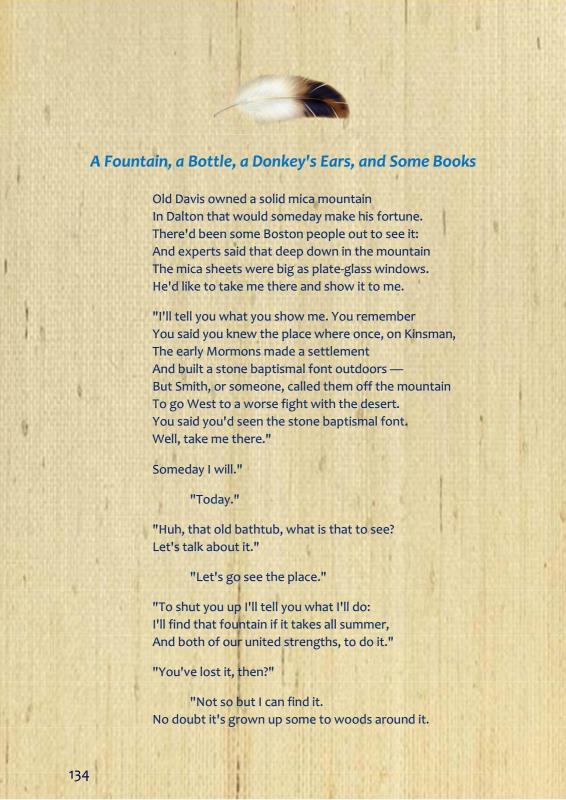 A Fountain, a Bottle, a Donkey's Ears, and Some Books
Old Davis owned a solid mica mountain
In Dalton that would someday make his fortune.
There'd been some Boston people out to see it:
And experts said that deep down in the mountain
The mica sheets were big as plate-glass windows.
He'd like to take me there and show it to me.
"I'll tell you what you show me. You remember
You said you knew the place where once, on Kinsman,
The early Mormons made a settlement
And built a stone baptismal font outdoors —
But Smith, or someone, called them off the mountain
To go West to a worse fight with the desert.
You said you'd seen the stone baptismal font.
Well, take me there."
Someday I will."
"Today."
"Huh, that old bathtub, what is that to see?
Let's talk about it."
"Let's go see the place."
"To shut you up I'll tell you what I'll do:
I'll find that fountain if it takes all summer,
And both of our united strengths, to do it."
"You've lost it, then?"
"Not so but I can find it.
No doubt it's grown up some to woods around it.
134